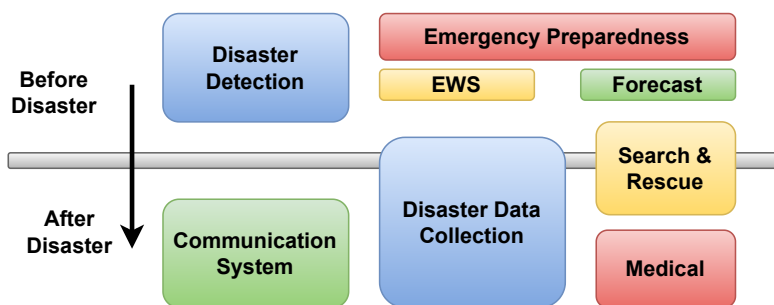 Before
Disaster
Disaster
Detection
Emergency Preparedness
EWS
Forecast
After
Disaster
Communication
System
Disaster Data
Collection
Search &
Rescue
Medical